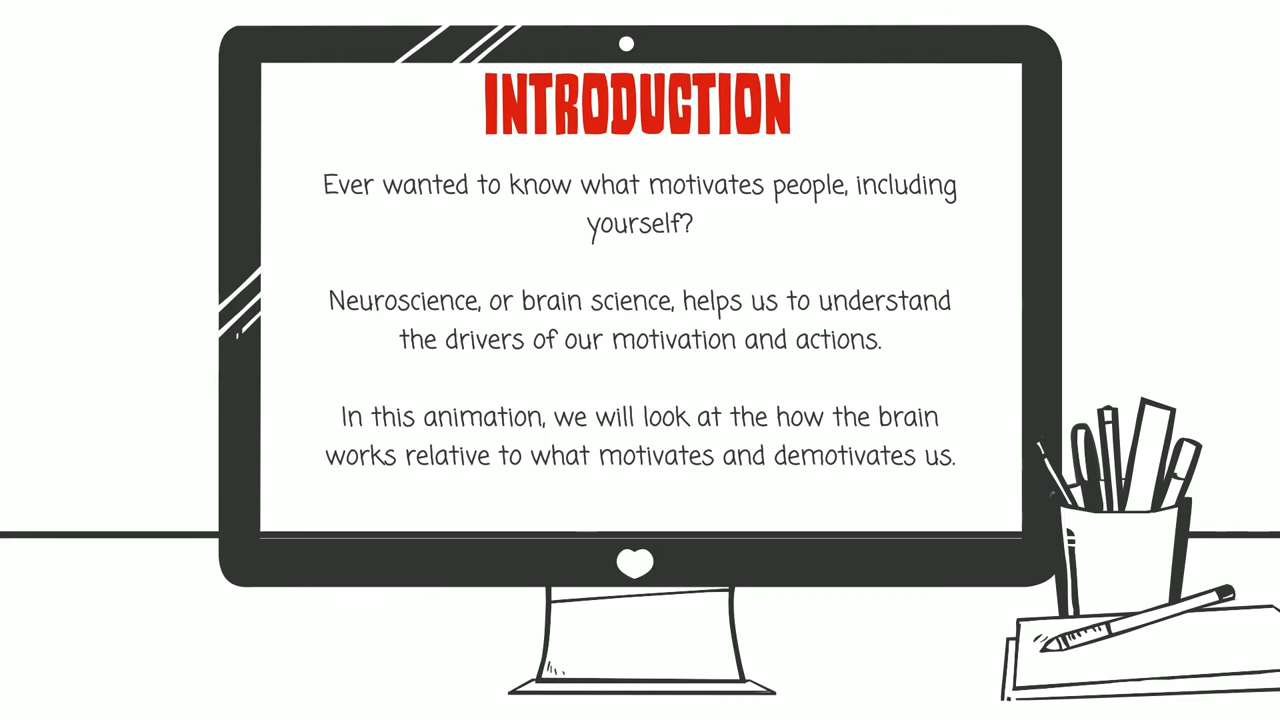 INTRODUCTION
Ever wanted to know what motivates people, including
yourself?
Neuroscience, or brain science, helps us to understand
the drivers of our motivation and actions.
In this animation, we will look at the how the brain
works relative to what motivates and demotivates us.